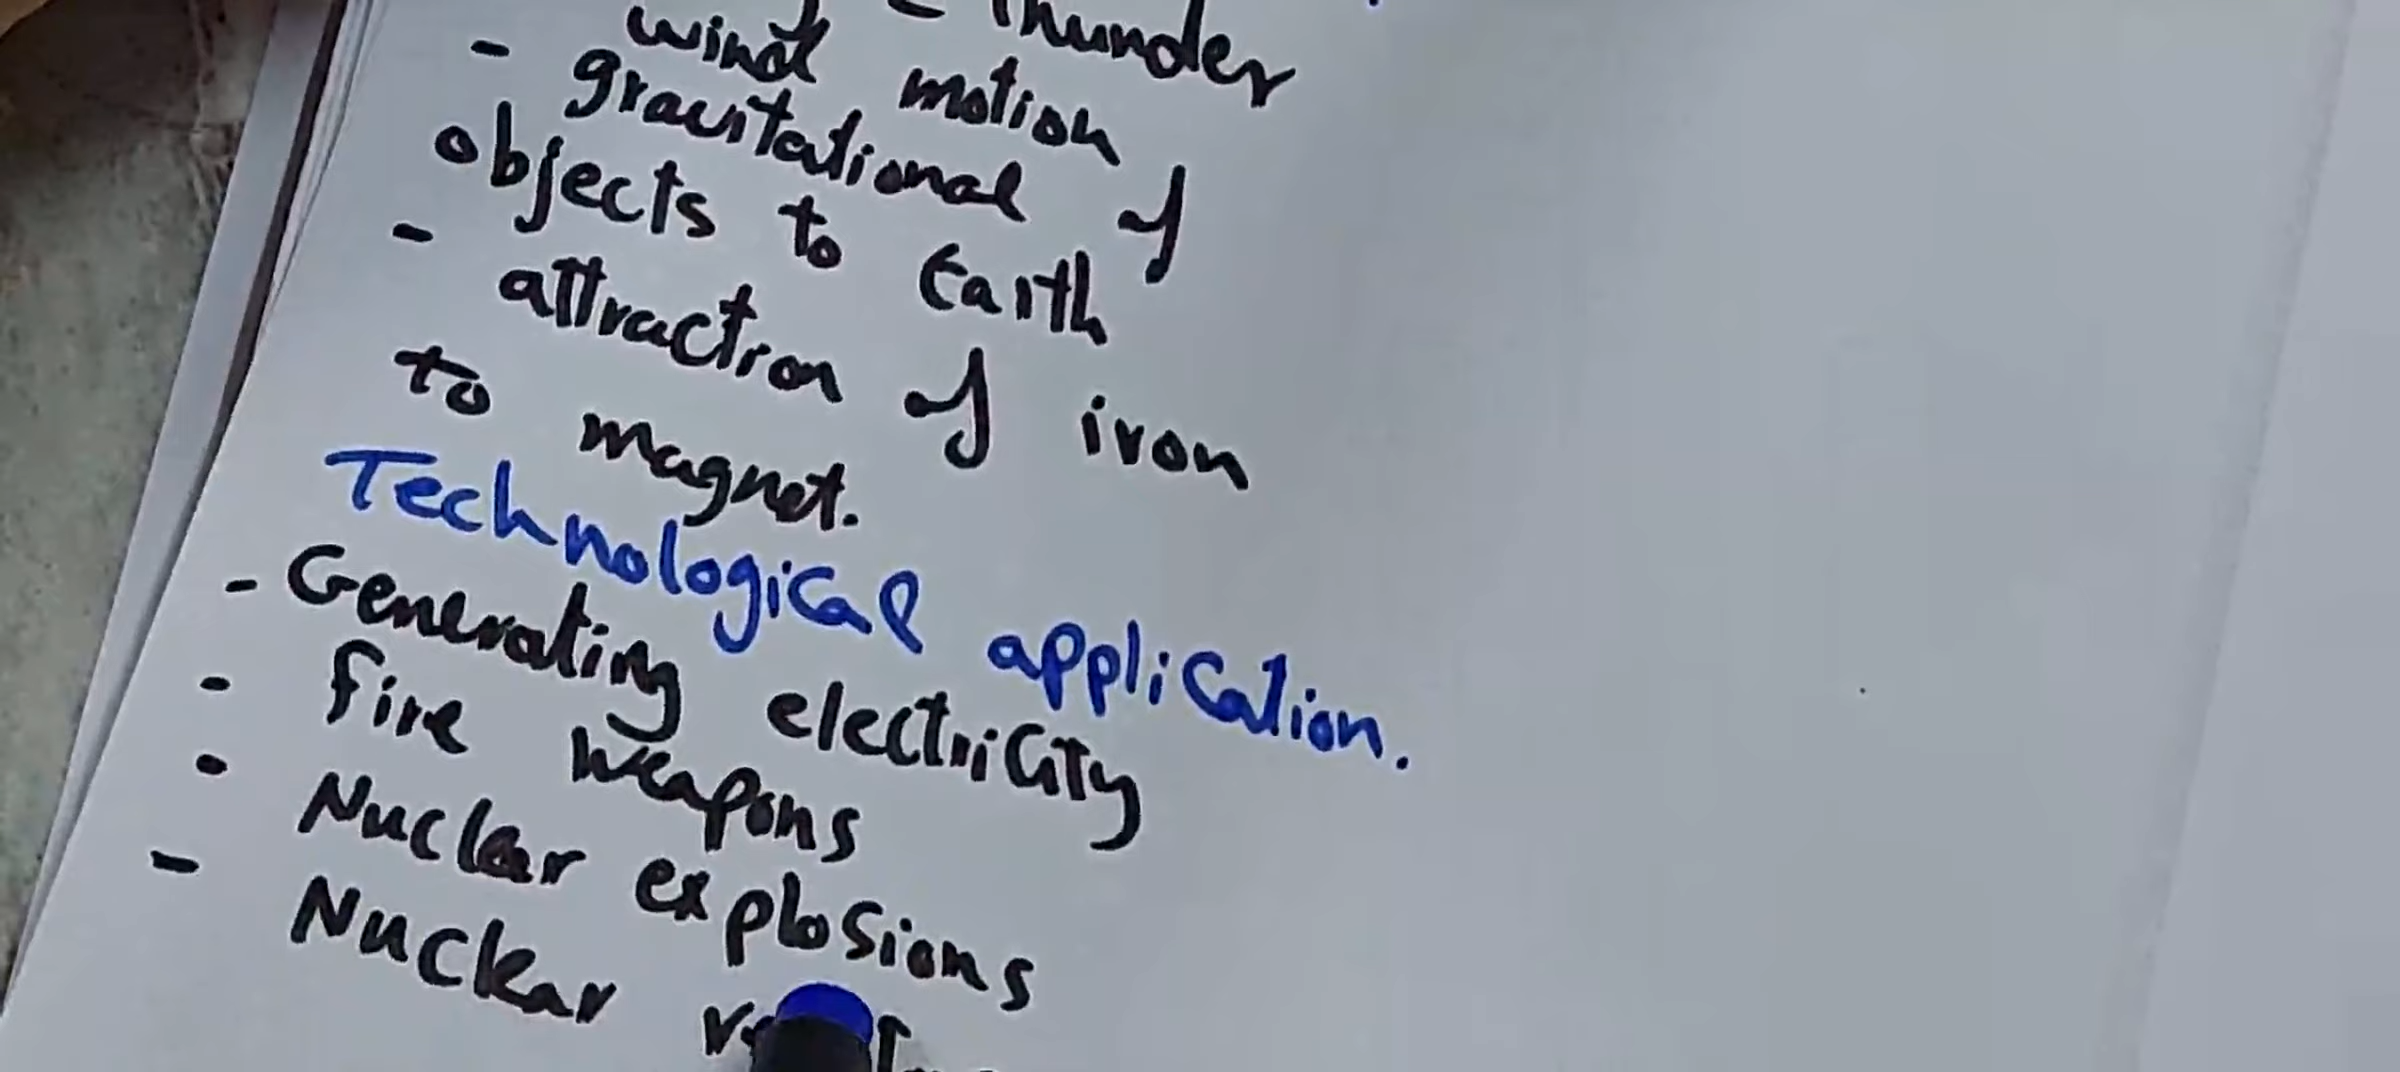 - Thunder
wind motion
- gravitational of
objects to Earth
- attraction of iron
to magnet.
Technological application.
- Generating electricity
- fire weapons
- Nuclear explosions
- Nuclear